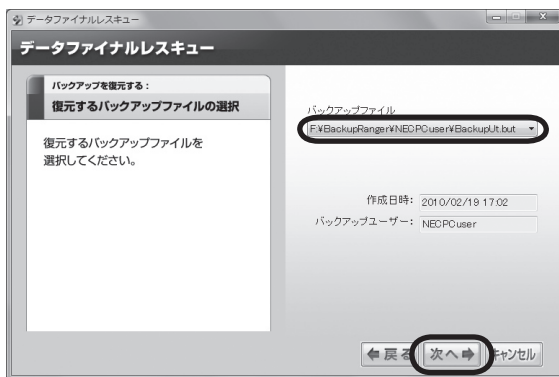 データファイナルレスキュー
データファイナルレスキュー
バックアップを復元する：
復元するバックアップファイルの選択
復元するバックアップファイルを
選択してください。
バックアップファイル
F:¥BackupRanger¥NECPCuser¥BackupUt.but
作成日時： 2010/02/19 17:02
バックアップユーザー： NECPCuser
戻る
次へ
キャンセル